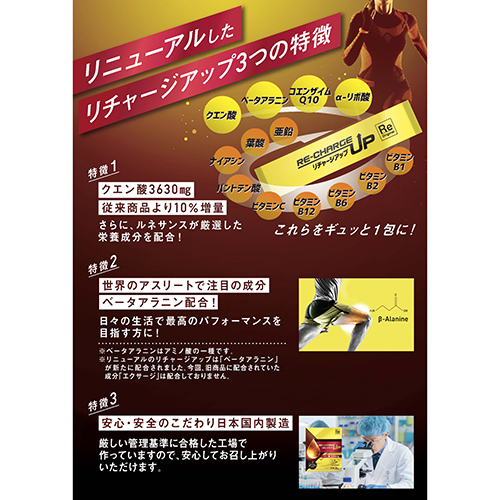 リニューアルした
リチャージアップ3つの特徴
クエン酸
ベータアラニン
コエンザイム
Q10
α-リポ酸
ナイアシン
葉酸
亜鉛
パントテン酸
ビタミンC
ビタミン
B12
ビタミン
B6
ビタミン
B2
ビタミン
B1
RE-CHARGE
UP
リチャージアップ
Re
これらをギュッと1包に!
特徴1
クエン酸3630㎎
従来商品より10%増量
さらに、ルネサンスが厳選した
栄養成分を配合!
特徴2
世界のアスリートで注目の成分
ベータアラニン配合!
日々の生活で最高のパフォーマンスを
目指す方に!
※ベータアラニンはアミノ酸の一種です。
※リニューアルのリチャージアップは「ベータアラニン」
が新たに配合されました。今回、旧商品に配合されていた
成分「エクサージ」は配合しておりません。
β-Alanine
特徴3
安心・安全のこだわり日本国内製造
厳しい管理基準に合格した工場で
作っていますので、安心してお召し上がり
いただけます。